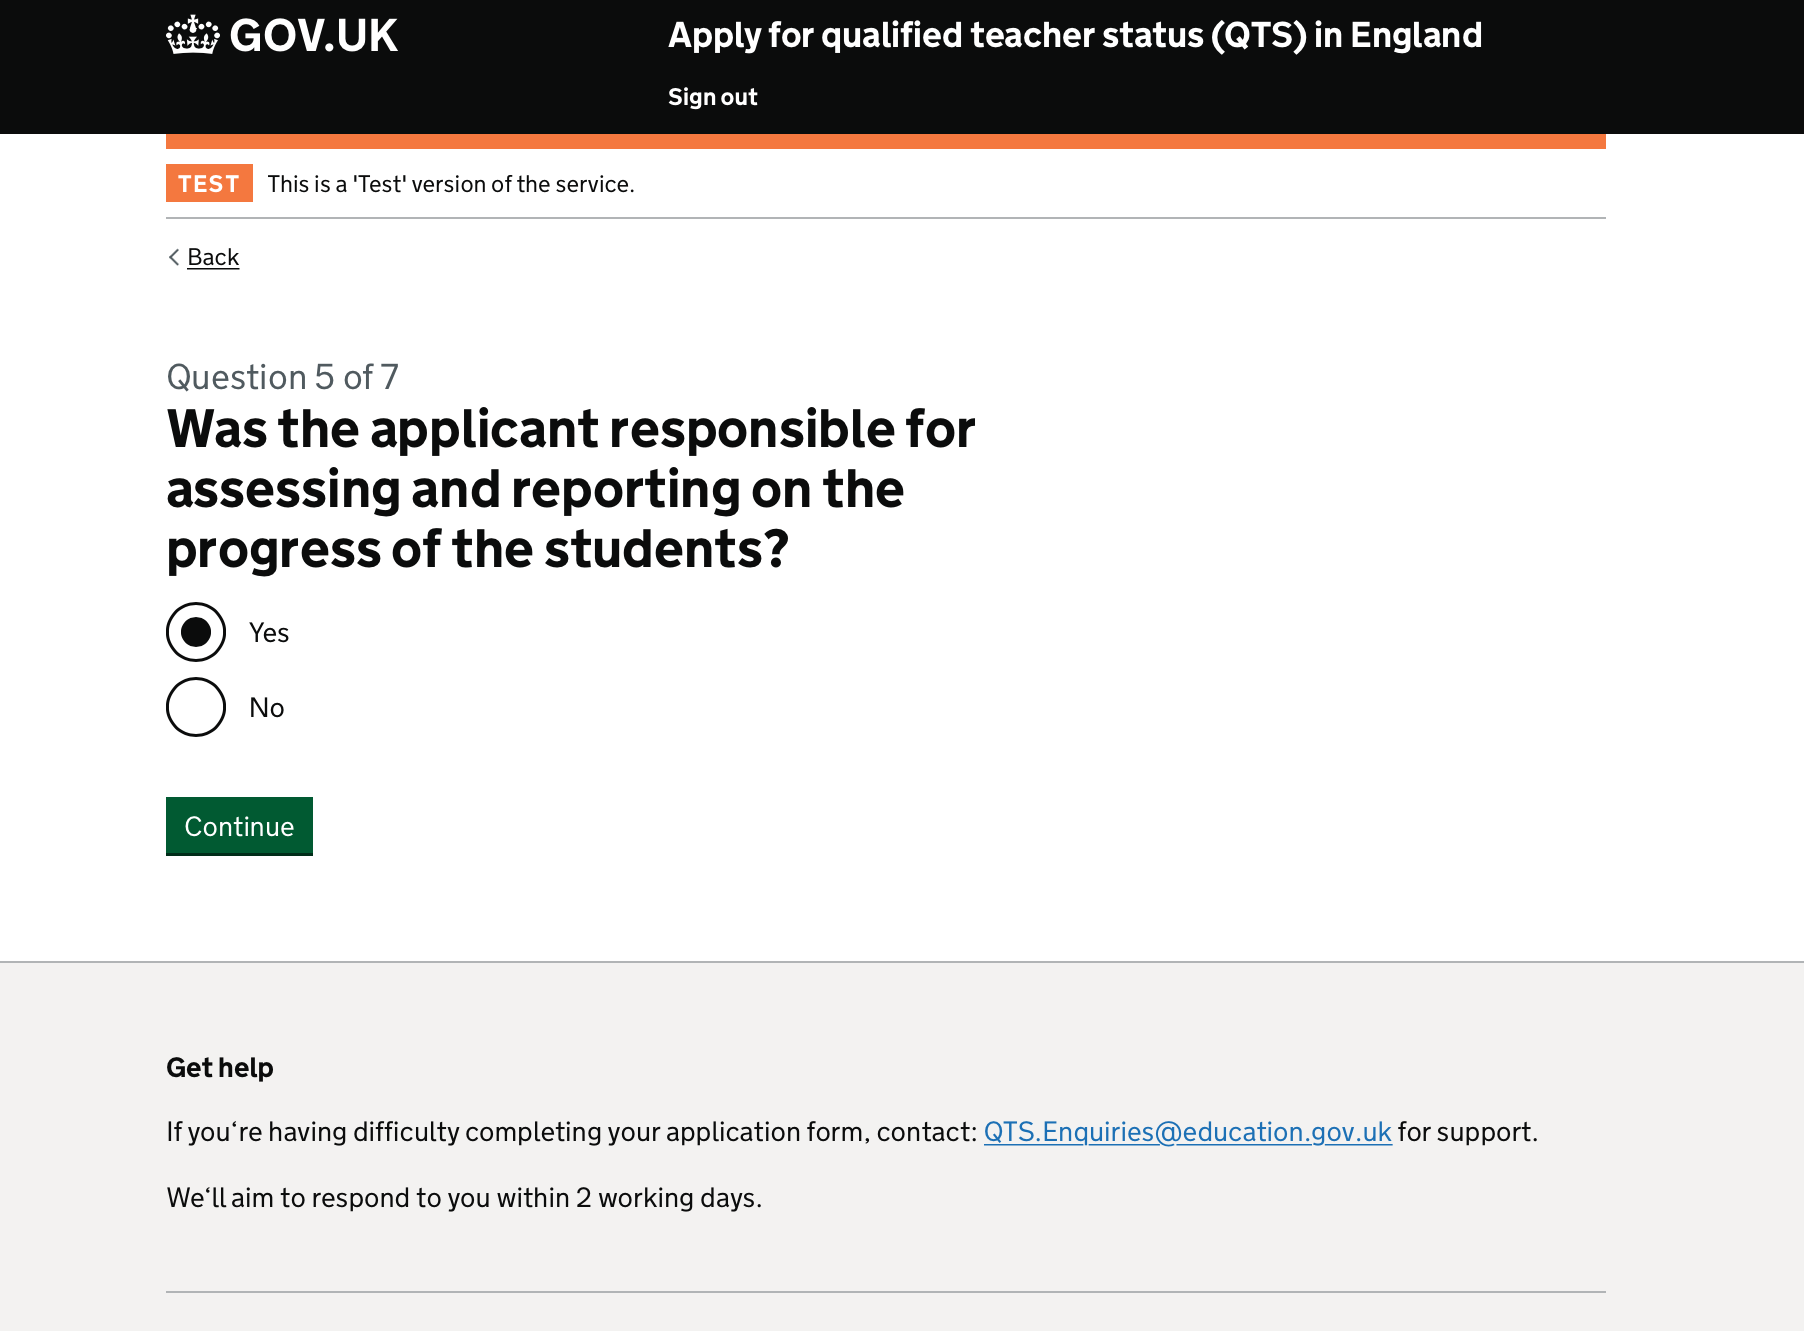 GOV.UK
Apply for qualified teacher status (QTS) in England
Sign out
TEST This is a 'Test' version of the service.
Back
Question 5 of 7
Was the applicant responsible for
assessing and reporting on the
progress of the students?
Yes
No
Continue
Get help
If you‘re having difficulty completing your application form, contact: QTS.Enquiries@education.gov.uk for support.
We‘ll aim to respond to you within 2 working days.